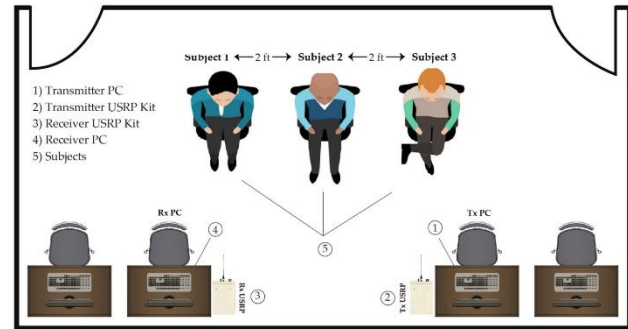 Subject 1 2 ft Subject 2 2 ft Subject 3
1) Transmitter PC
2) Transmitter USRP Kit
3) Receiver USRP Kit
4) Receiver PC
5) Subjects
Rx PC
Tx PC
4
1
5
Rx USRP
3
2
Tx USRP